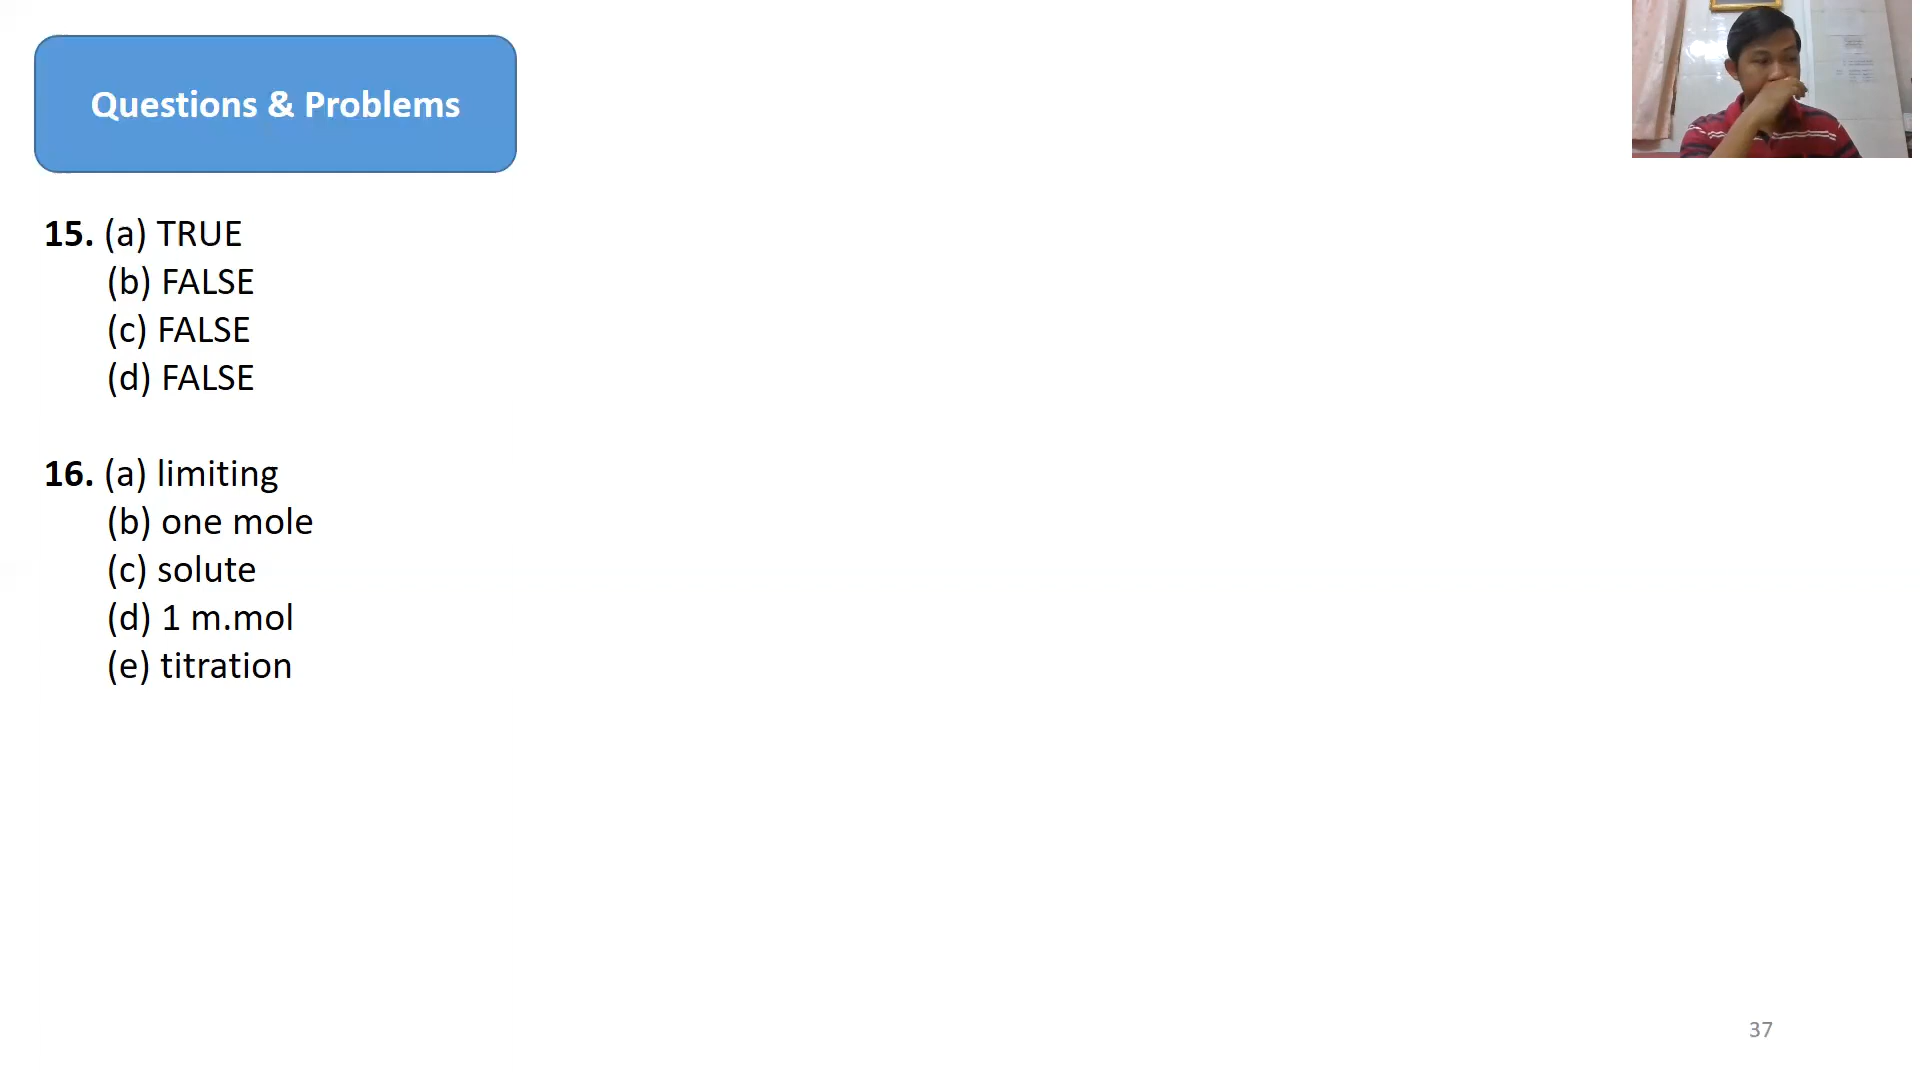 Questions & Problems
15. (a) TRUE
(b) FALSE
(c) FALSE
(d) FALSE
16. (a) limiting
(b) one mole
(c) solute
(d) 1 m.mol
(e) titration
37